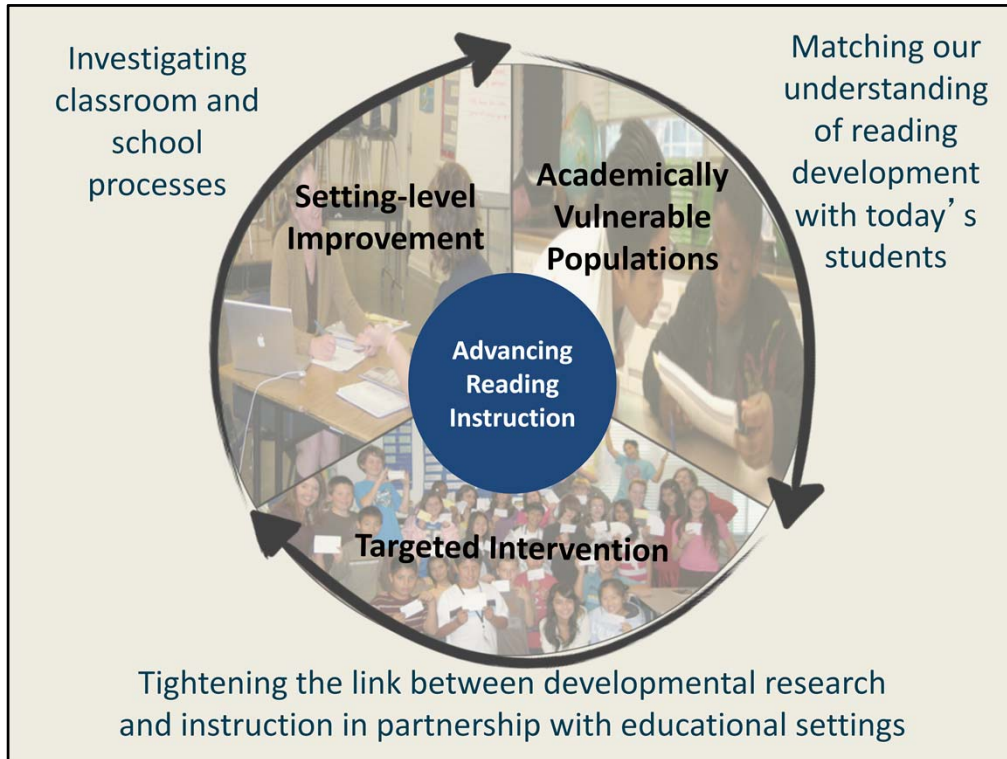 Investigating
classroom and
school
processes
Matching our
understanding
of reading
development
with today’ s
students
Setting-level
Improvement
Academically
Vulnerable
Populations
Advancing
Reading
Instruction
Targeted Intervention
Tightening the link between developmental research
and instruction in partnership with educational settings